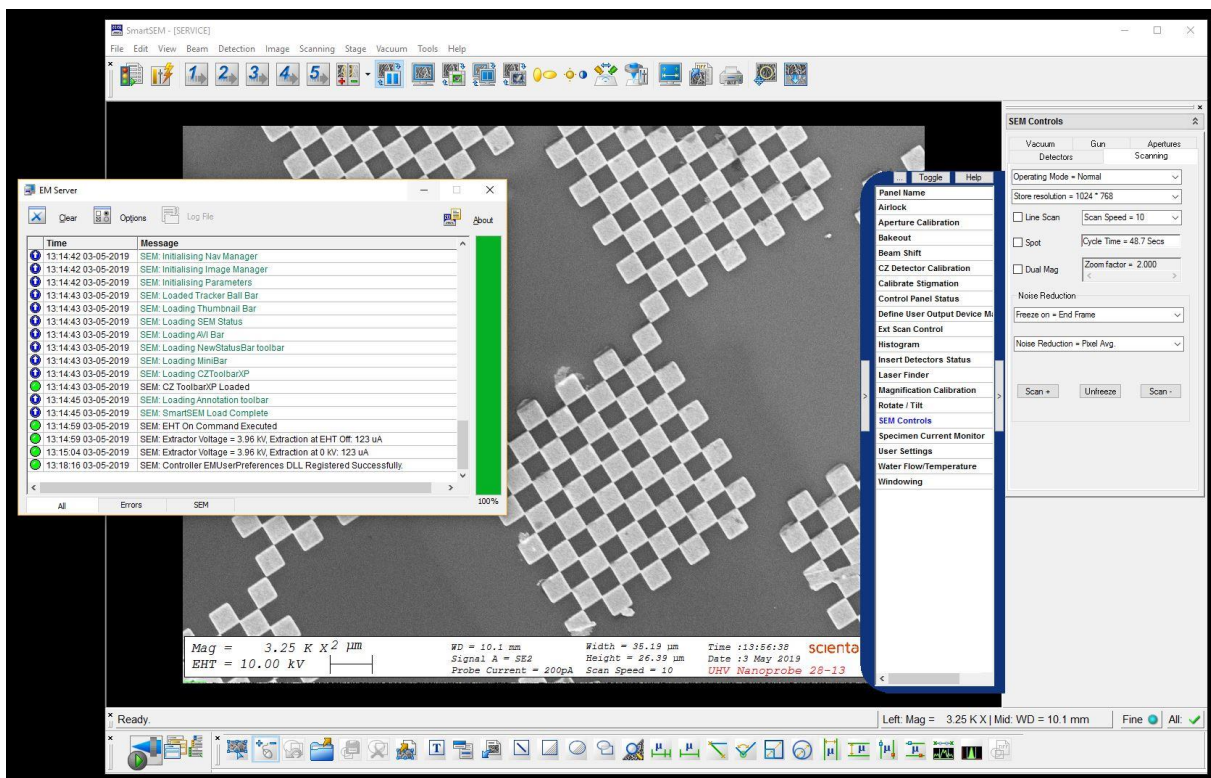 SmartSEM - [SERVICE]
File Edit View Beam Detection Image Scanning Stage Vacuum Tools Help
1 2 3 4 5
EM Server
Clear Options Log File About
Time Message
13:14:42 03-05-2019 SEM: Initialising Nav Manager
13:14:42 03-05-2019 SEM: Initialising Image Manager
13:14:42 03-05-2019 SEM: Initialising Parameters
13:14:43 03-05-2019 SEM: Loaded Tracker Ball Bar
13:14:43 03-05-2019 SEM: Loading Thumbnail Bar
13:14:43 03-05-2019 SEM: Loading SEM Status
13:14:43 03-05-2019 SEM: Loading AVI Bar
13:14:43 03-05-2019 SEM: Loading NewStatusBar toolbar
13:14:43 03-05-2019 SEM: Loading MiniBar
13:14:43 03-05-2019 SEM: Loading CZToolbarXP
13:14:43 03-05-2019 SEM: CZ ToolbarXP Loaded
13:14:45 03-05-2019 SEM: Loading Annotation toolbar
13:14:45 03-05-2019 SEM: SmartSEM Load Complete
13:14:59 03-05-2019 SEM: EHT On Command Executed
13:14:59 03-05-2019 SEM: Extractor Voltage = 3.96 kV, Extraction at EHT Off: 123 uA
13:15:04 03-05-2019 SEM: Extractor Voltage = 3.96 kV, Extraction at 0 kV: 123 uA
13:18:16 03-05-2019 SEM: Controller EMUserPreferences DLL Registered Successfully.
All Errors SEM 100%
... Toggle Help
Panel Name
Airlock
Aperture Calibration
Bakeout
Beam Shift
CZ Detector Calibration
Calibrate Stigmation
Control Panel Status
Define User Output Device Ma
Ext Scan Control
Histogram
Insert Detectors Status
Laser Finder
Magnification Calibration
Rotate / Tilt
SEM Controls
Specimen Current Monitor
User Settings
Water Flow/Temperature
Windowing
SEM Controls
Vacuum Gun Apertures
Detectors Scanning
Operating Mode = Normal
Store resolution = 1024 * 768
Line Scan Scan Speed = 10
Spot Cycle Time = 48.7 Secs
Dual Mag Zoom factor = 2.000
Noise Reduction
Freeze on = End Frame
Noise Reduction = Pixel Avg.
Scan + Unfreeze Scan -
Mag = 3.25 K X 2 µm WD = 10.1 mm Width = 35.19 µm Time :13:56:38 scienta
EHT = 10.00 kV Signal A = SE2 Height = 26.39 µm Date :3 May 2019
Probe Current = 200pA Scan Speed = 10 UHV Nanoprobe 28-13
Ready. Left: Mag = 3.25 K X | Mid: WD = 10.1 mm Fine All: